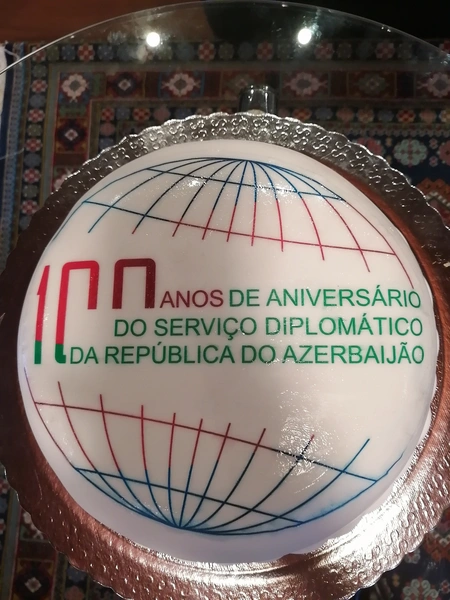 100 ANOS DE ANIVERSÁRIO
DO SERVIÇO DIPLOMÁTICO
DA REPÚBLICA DO AZERBAIJÃO